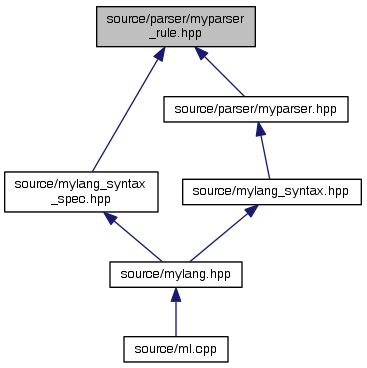 source/parser/myparser
_rule.hpp
source/parser/myparser.hpp
source/mylang_syntax
_spec.hpp
source/mylang_syntax.hpp
source/mylang.hpp
source/ml.cpp